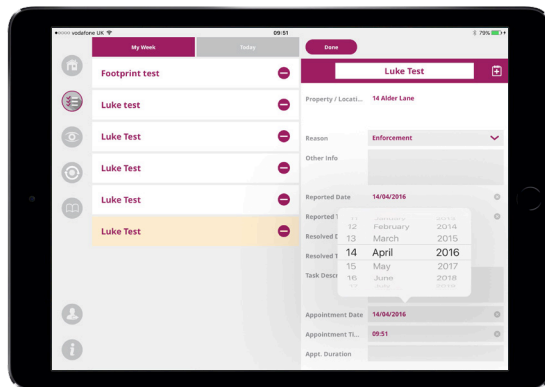 vodafone UK
09:51
79%
My Week
Today
Done
Footprint test
Luke test
Luke Test
Luke Test
Luke Test
Luke Test
Luke Test
Property / Locati...
14 Alder Lane
Reason
Enforcement
Other Info
Reported Date
14/04/2016
Reported T
Resolved D
Resolved T
Task Descr
12 February 2014
13 March 2015
14 April 2016
15 May 2017
16 June 2018
Appointment Date
14/04/2016
Appointment Ti...
09:51
Appt. Duration